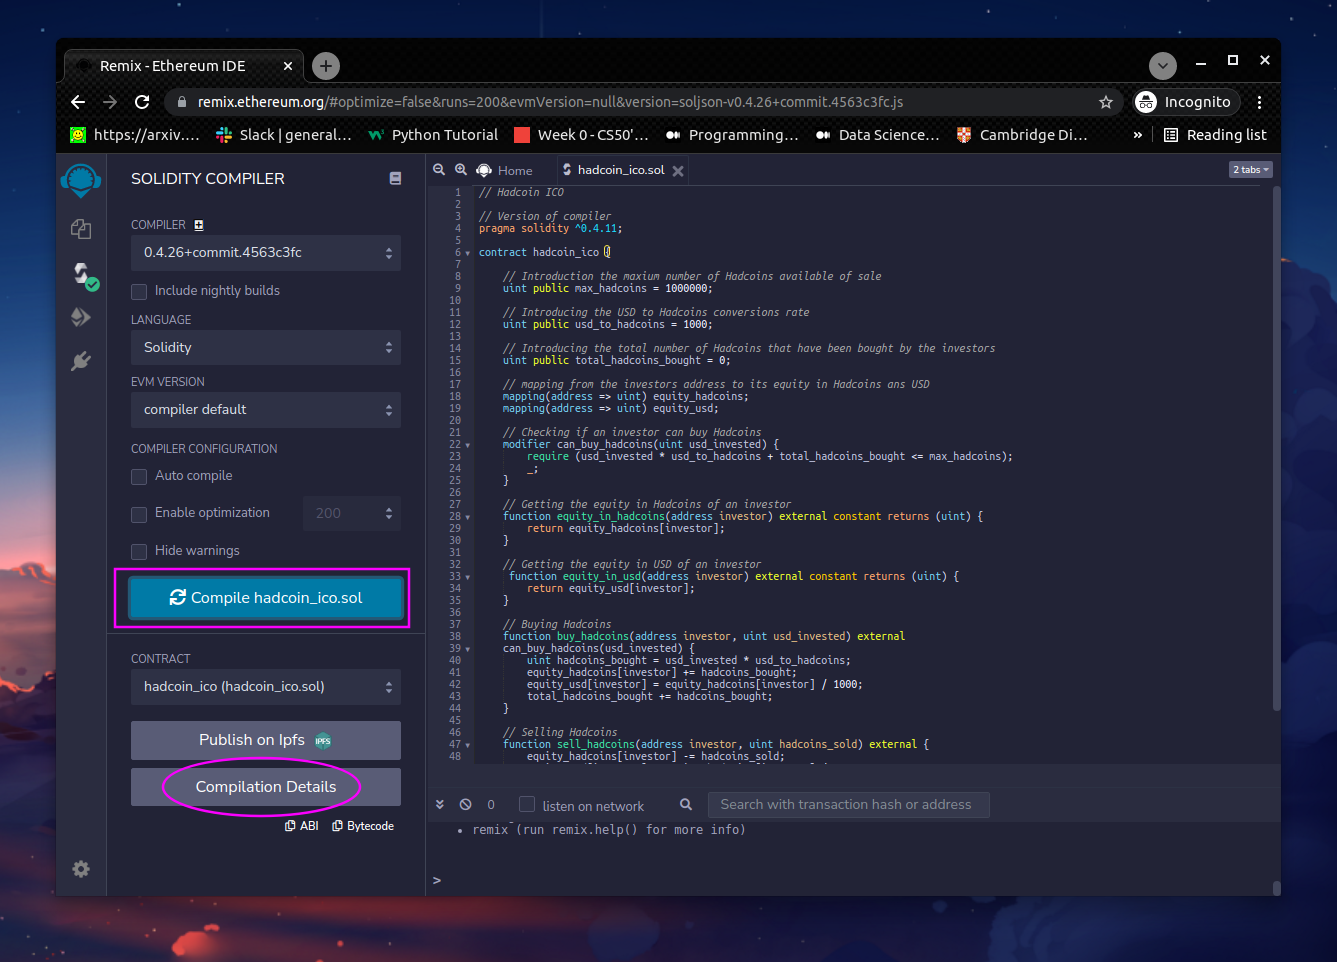 Remix - Ethereum IDE
remix.ethereum.org/#optimize=false&runs=200&evmVersion=null&version=soljson-v0.4.26+commit.4563c3fc.js
Incognito
https://arxiv.... Slack | general... Python Tutorial Week 0 - CS50'... Programming,... Data Science... Cambridge Di... » Reading list
SOLIDITY COMPILER
COMPILER
0.4.26+commit.4563c3fc
Include nightly builds
LANGUAGE
Solidity
EVM VERSION
compiler default
COMPILER CONFIGURATION
Auto compile
Enable optimization 200
Hide warnings
Compile hadcoin_ico.sol
CONTRACT
hadcoin_ico (hadcoin_ico.sol)
Publish on Ipfs IPFS
Compilation Details
ABI Bytecode
Home hadcoin_ico.sol 2 tabs
1 // Hadcoin ICO
2
3 // Version of compiler
4 pragma solidity ^0.4.11;
5
6 contract hadcoin_ico {
7
8 // Introduction the maxium number of Hadcoins available of sale
9 uint public max_hadcoins = 1000000;
10
11 // Introducing the USD to Hadcoins conversions rate
12 uint public usd_to_hadcoins = 1000;
13
14 // Introducing the total number of Hadcoins that have been bought by the investors
15 uint public total_hadcoins_bought = 0;
16
17 // mapping from the investors address to its equity in Hadcoins ans USD
18 mapping(address => uint) equity_hadcoins;
19 mapping(address => uint) equity_usd;
20
21 // Checking if an investor can buy Hadcoins
22 modifier can_buy_hadcoins(uint usd_invested) {
23 require (usd_invested * usd_to_hadcoins + total_hadcoins_bought <= max_hadcoins);
24 _;
25 }
26
27 // Getting the equity in Hadcoins of an investor
28 function equity_in_hadcoins(address investor) external constant returns (uint) {
29 return equity_hadcoins[investor];
30 }
31
32 // Getting the equity in USD of an investor
33 function equity_in_usd(address investor) external constant returns (uint) {
34 return equity_usd[investor];
35 }
36
37 // Buying Hadcoins
38 function buy_hadcoins(address investor, uint usd_invested) external
39 can_buy_hadcoins(usd_invested) {
40 uint hadcoins_bought = usd_invested * usd_to_hadcoins;
41 equity_hadcoins[investor] += hadcoins_bought;
42 equity_usd[investor] = equity_hadcoins[investor] / 1000;
43 total_hadcoins_bought += hadcoins_bought;
44 }
45
46 // Selling Hadcoins
47 function sell_hadcoins(address investor, uint hadcoins_sold) external {
48 equity_hadcoins[investor] -= hadcoins_sold;
0 listen on network Search with transaction hash or address
• remix (run remix.help() for more info)
>